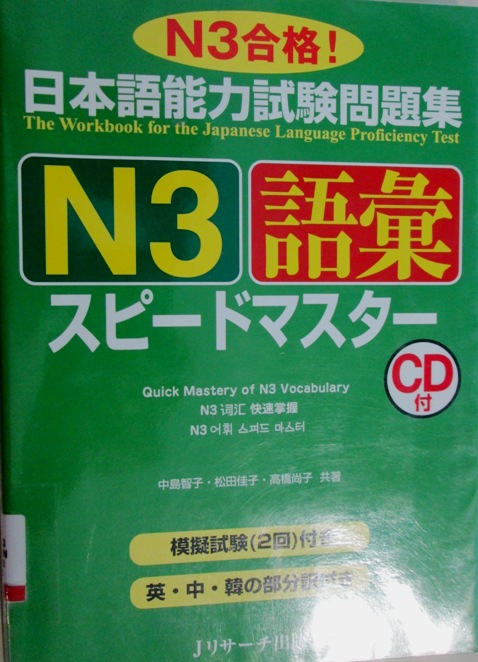 N3合格!
日本語能力試験問題集
The Workbook for the Japanese Language Proficiency Test
N3 語彙
スピードマスター
CD付
Quick Mastery of N3 Vocabulary
N3 词汇 快速掌握
N3 어휘 스피드 마스터
中島智子・松田佳子・高橋尚子 共著
模擬試験(2回)付き
英・中・韓の部分訳付き
Jリサーチ出